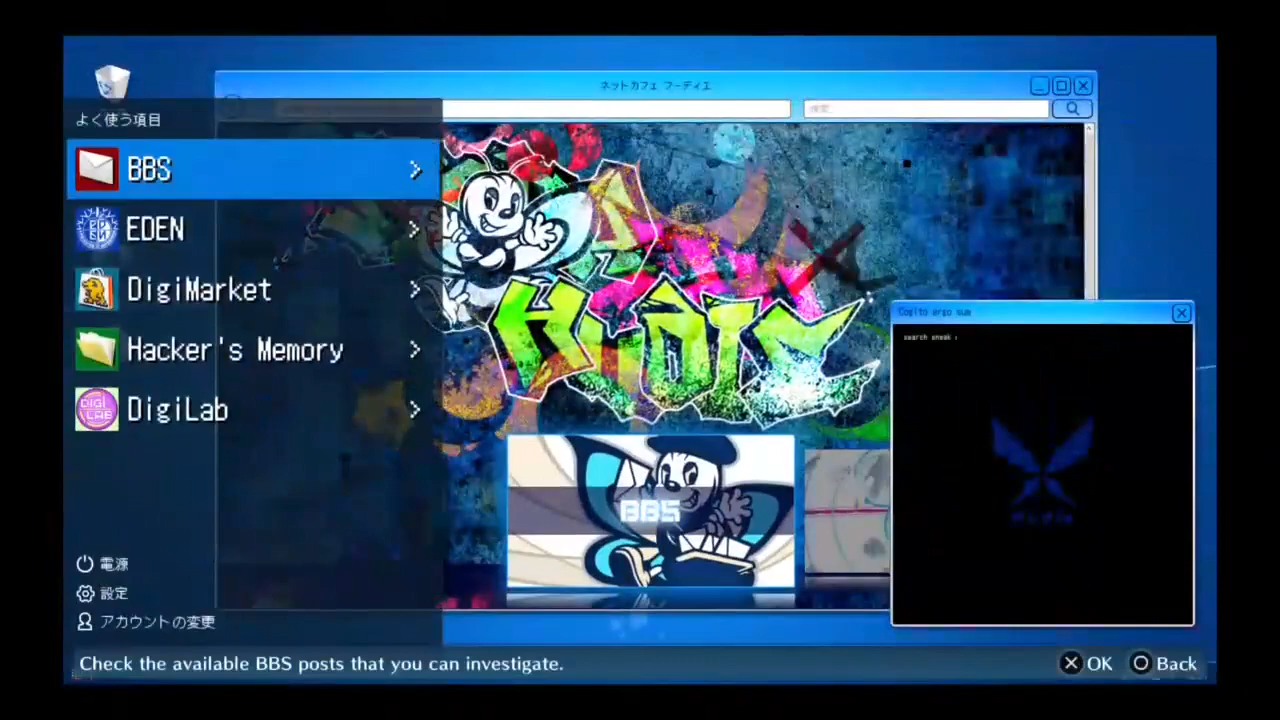 ネットカフェ フーディエ
検索
よく使う項目
BBS
EDEN
DigiMarket
Hacker's Memory
DigiLab
DIGI
LAB
Cogito ergo sum
search sneak :
BBS
電源
設定
アカウントの変更
Check the available BBS posts that you can investigate.
OK
Back